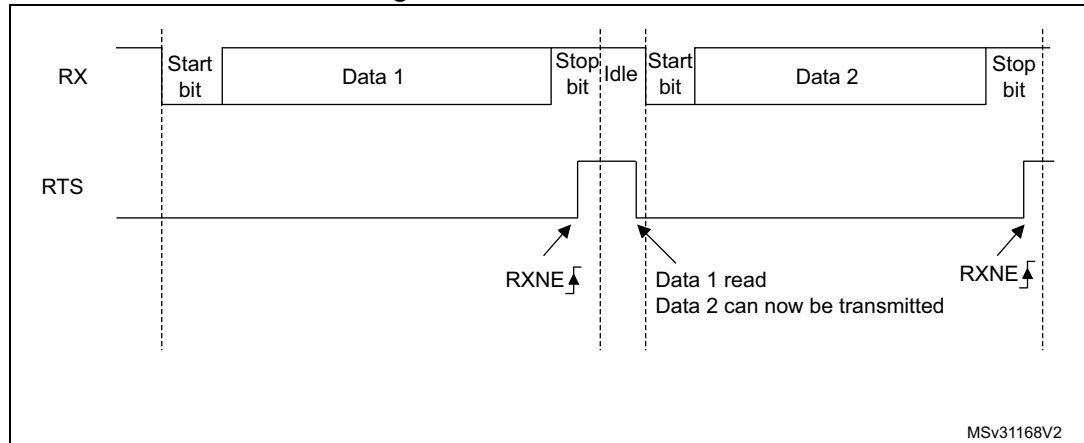 RX
Start
bit
Data 1
Stop
bit
Idle
Start
bit
Data 2
Stop
bit
RTS
RXNE
Data 1 read
Data 2 can now be transmitted
RXNE
MSv31168V2